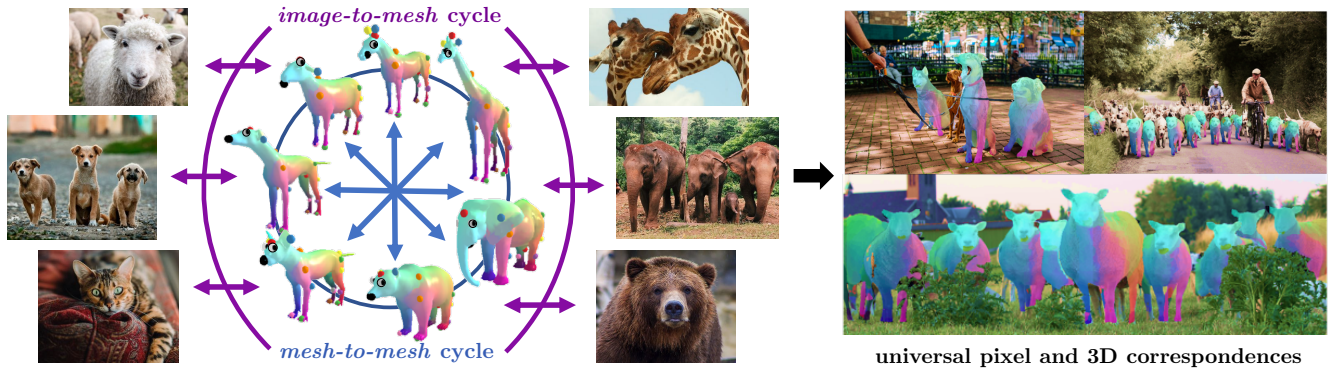 image-to-mesh cycle
mesh-to-mesh cycle
universal pixel and 3D correspondences